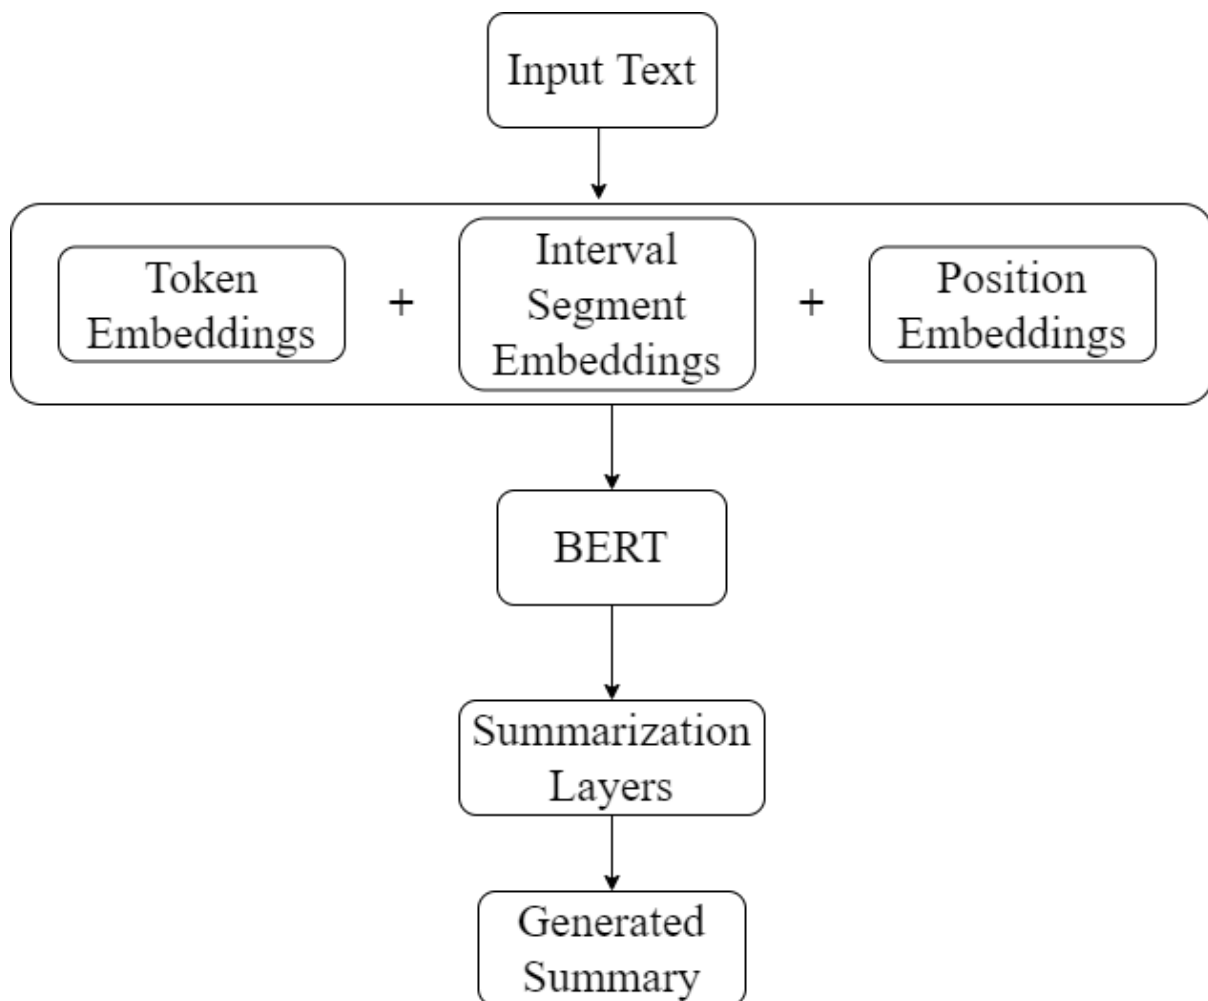 Input Text
Token
Embeddings
+
Interval
Segment
Embeddings
+
Position
Embeddings
BERT
Summarization
Layers
Generated
Summary